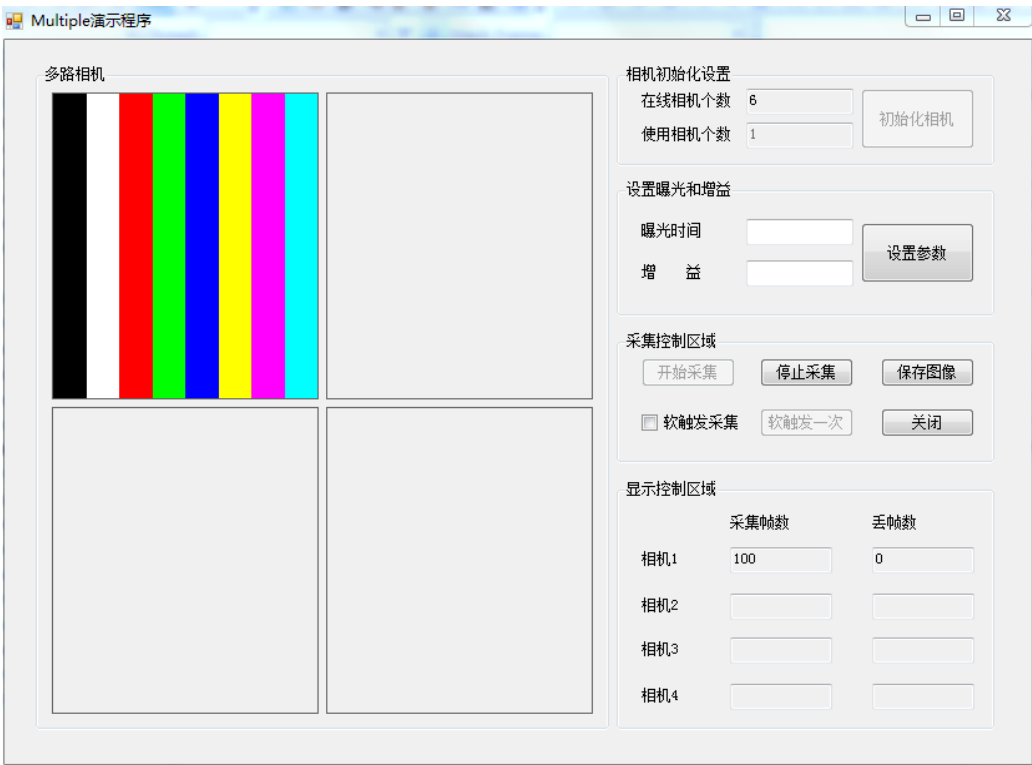 Multiple演示程序
多路相机
相机初始化设置
在线相机个数 6
使用相机个数 1
初始化相机
设置曝光和增益
曝光时间
增 益
设置参数
采集控制区域
开始采集 停止采集 保存图像
软触发采集 软触发一次 关闭
显示控制区域
采集帧数 丢帧数
相机1 100 0
相机2
相机3
相机4